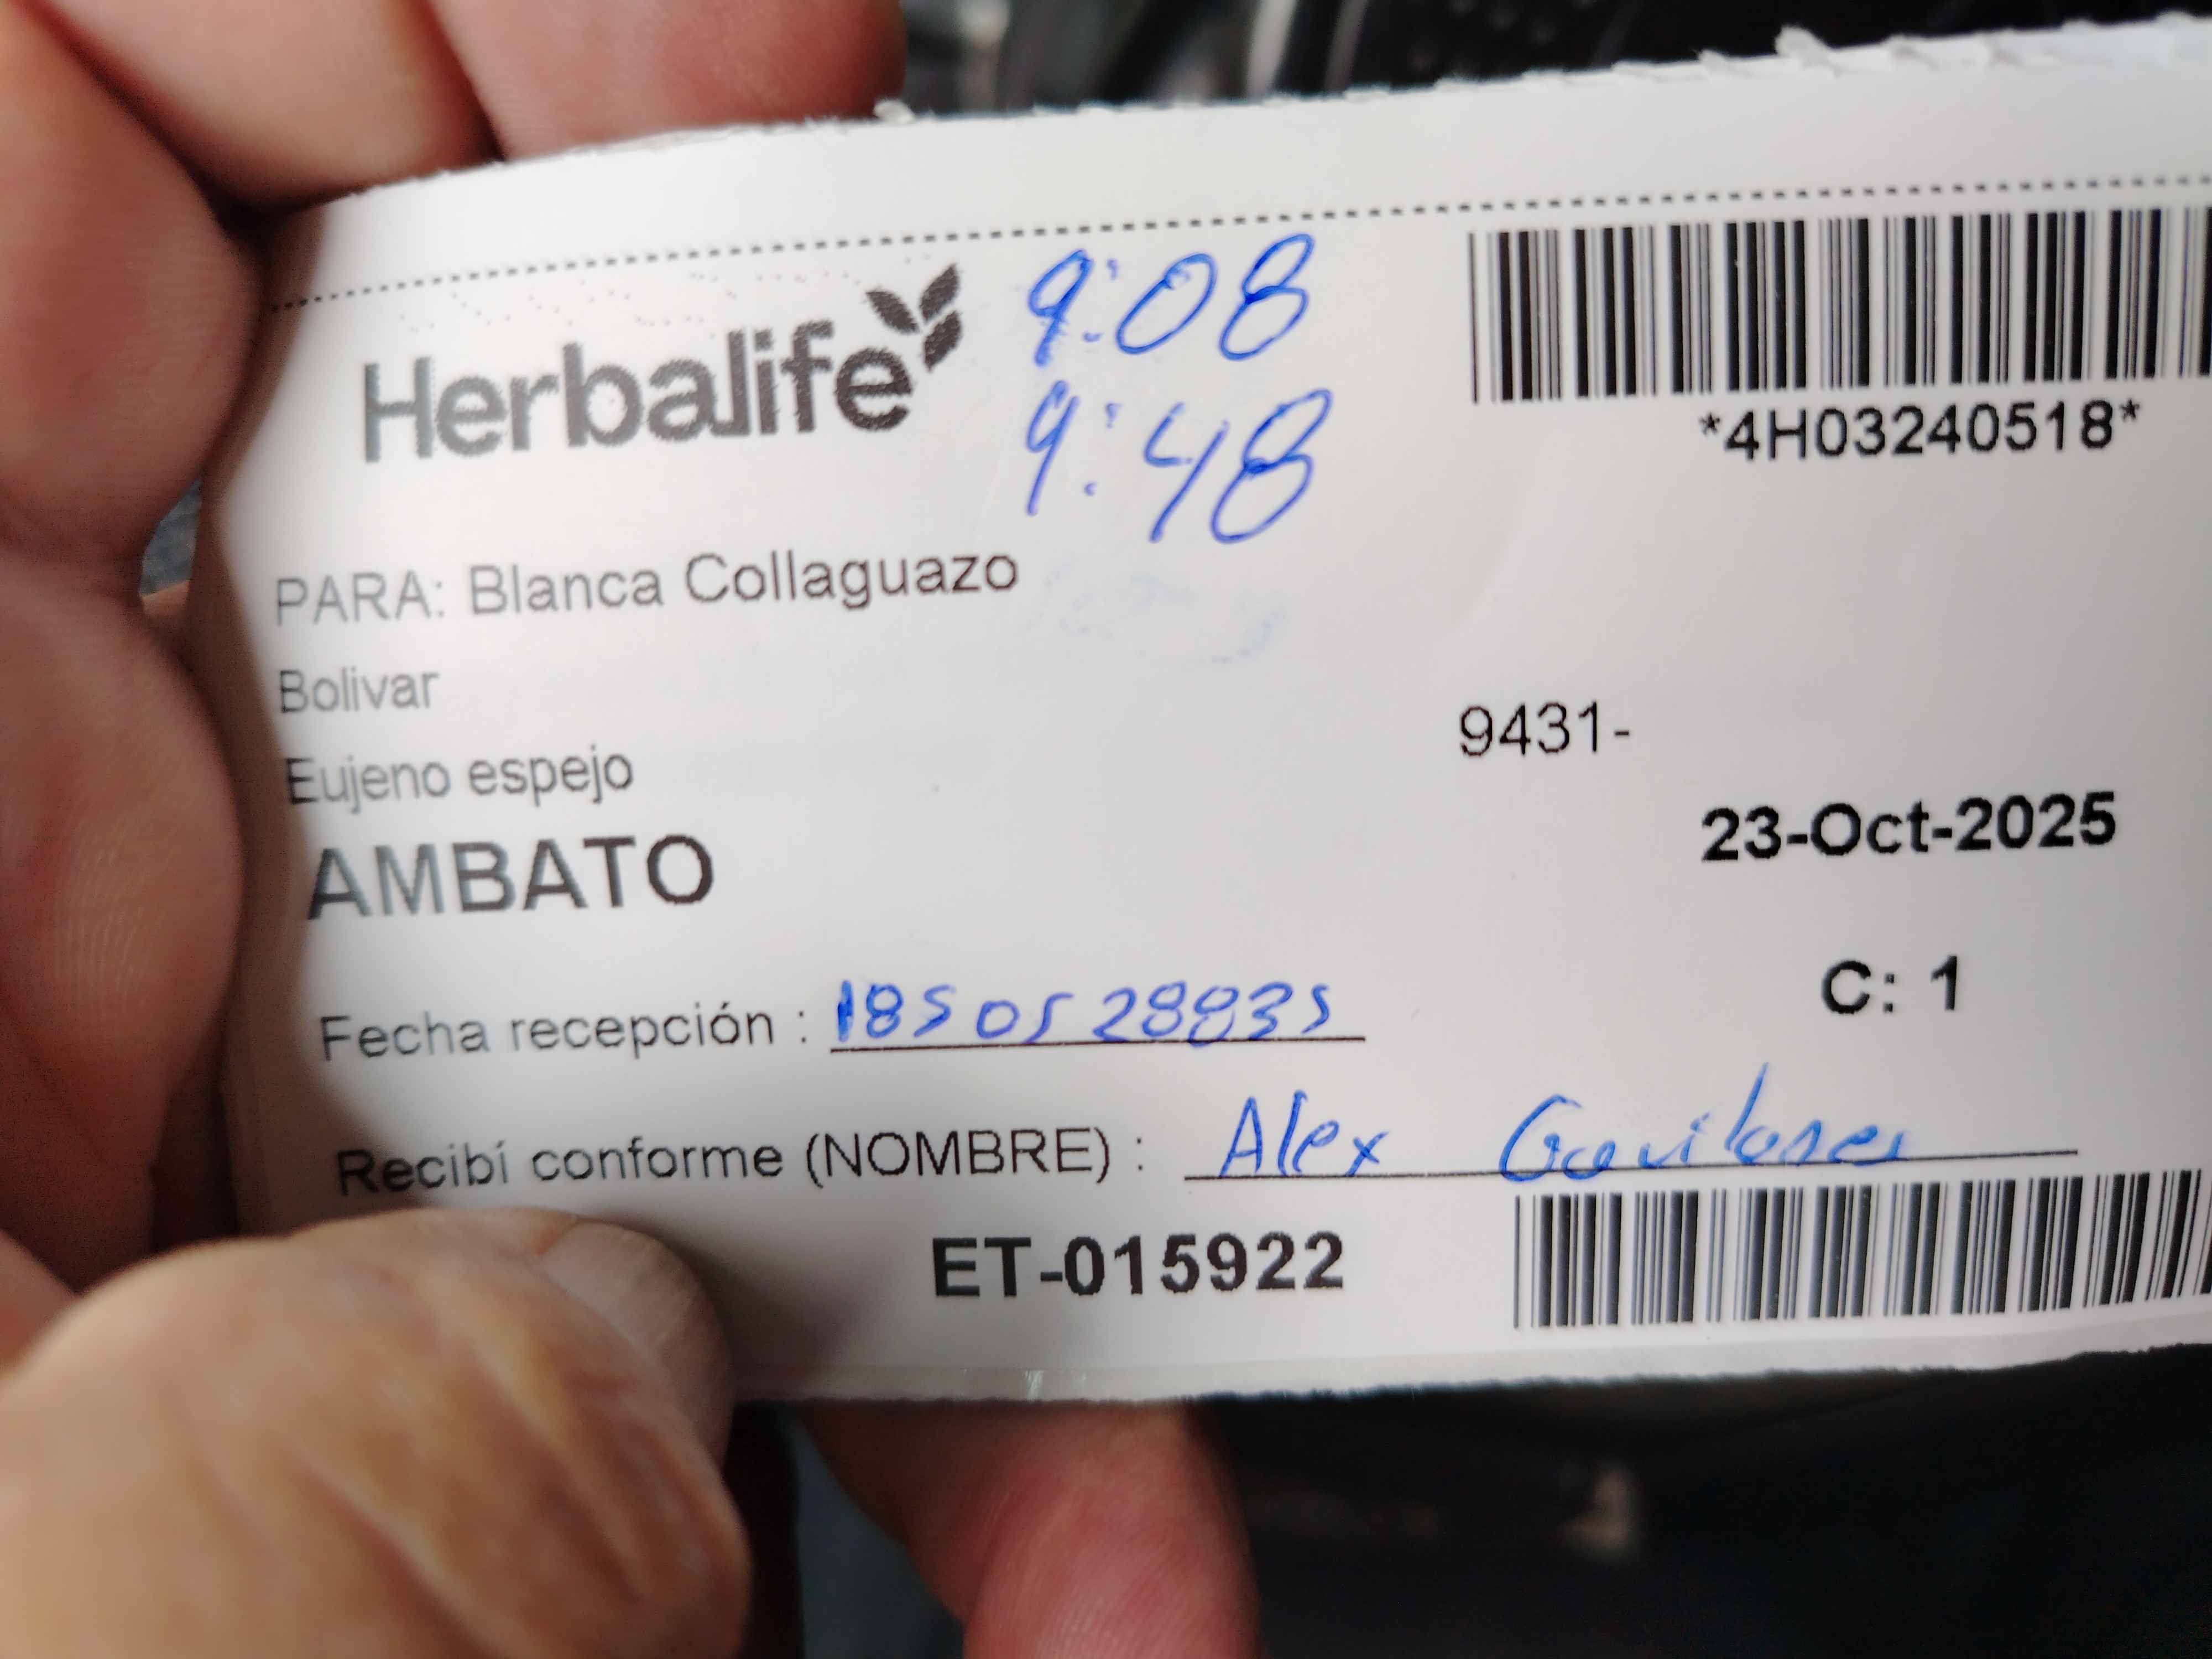 Herbalife
9:08
9:48
*4H03240518*
PARA: Blanca Collaguazo
Bolivar
Eujeno espejo
9431-
AMBATO
23-Oct-2025
C: 1
Fecha recepción : 1850528835
Recibí conforme (NOMBRE) : Alex Gavilanes
ET-015922